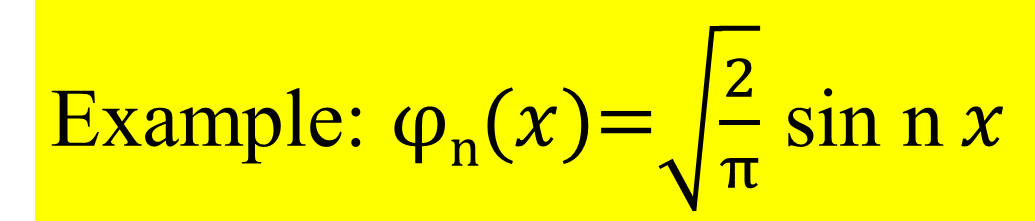 Example: φₙ(x)=√(2/π) sin n x